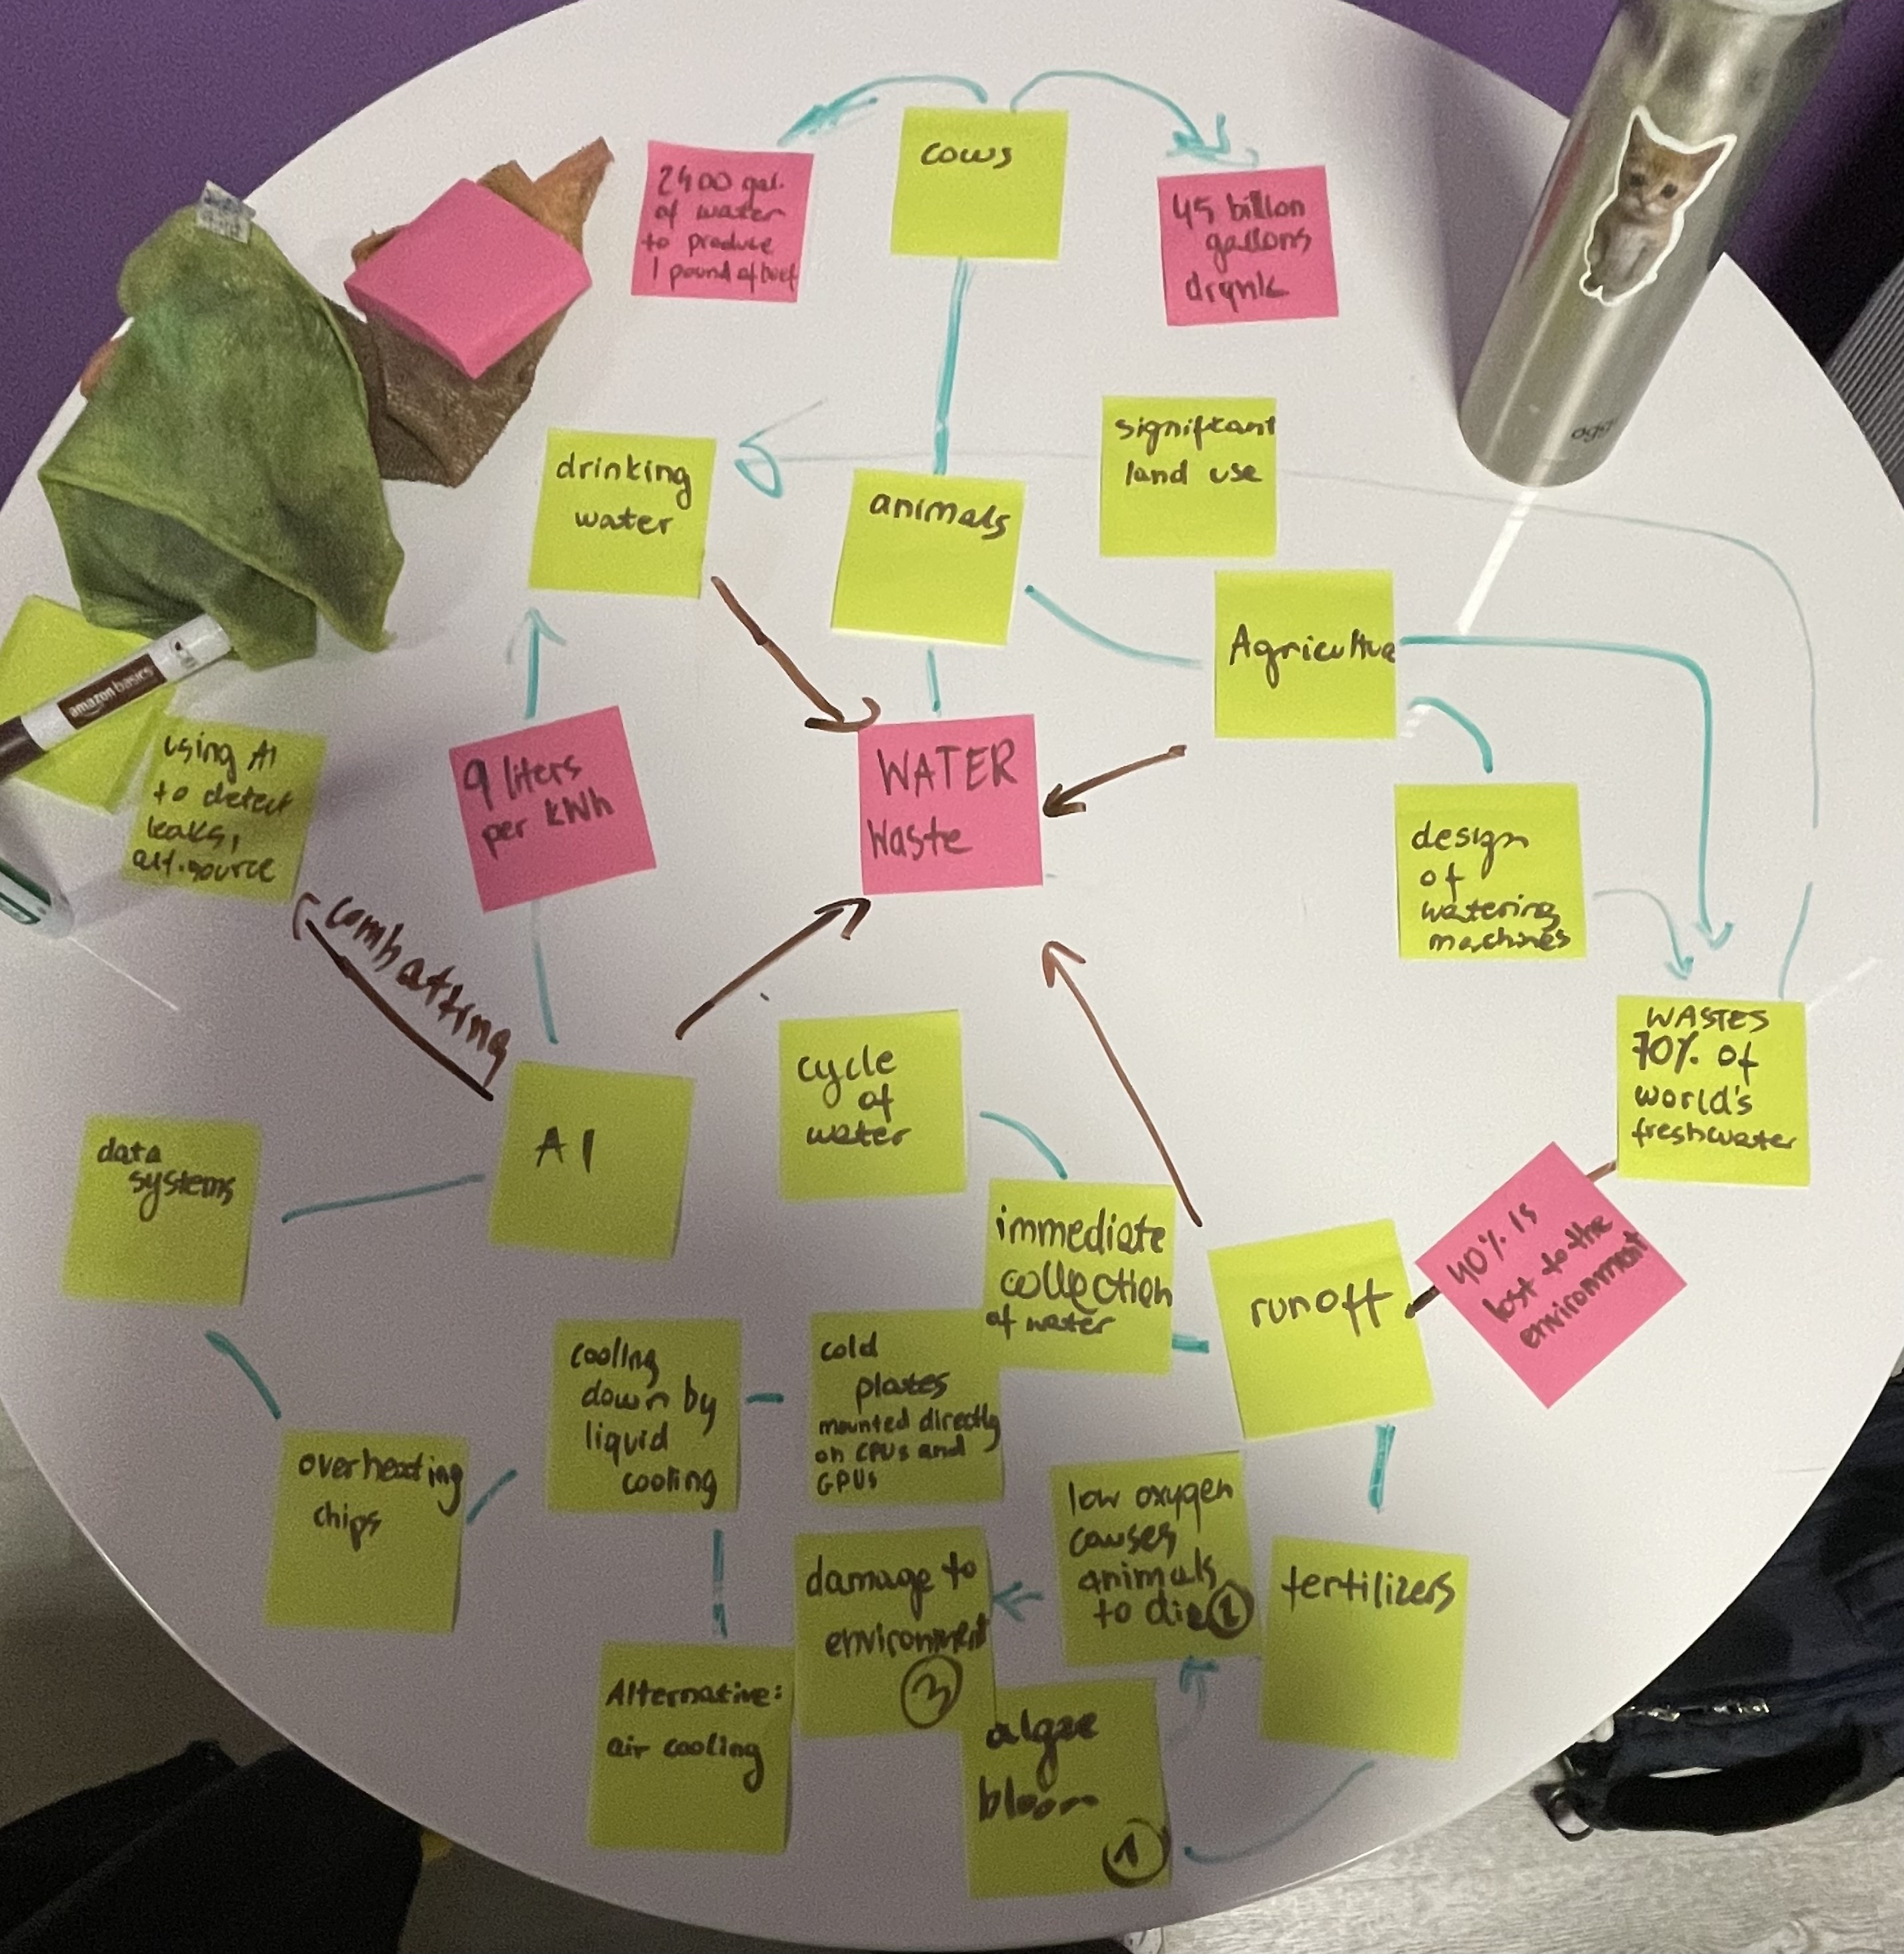 cows
2400 gal.
of water
to produce
1 pound of beef
45 billon
gallons
drank
drinking
water
animals
significant
land use
Agriculture
using AI
to detect
leaks,
alt. source
amazon basics
9 liters
per kWh
WATER
Waste
design
of
watering
machines
combatting
AI
cycle
of
water
WASTES
70% of
world's
freshwater
data
systems
immediate
collection
of water
runoff
40% is
lost to the
environment
cooling
down by
liquid
cooling
cold
plates
mounted directly
on CPUs and
GPUs
overheating
chips
low oxygen
causes
animals
to die
damage to
environment
3
fertilizers
Alternative:
air cooling
algae
bloom
1